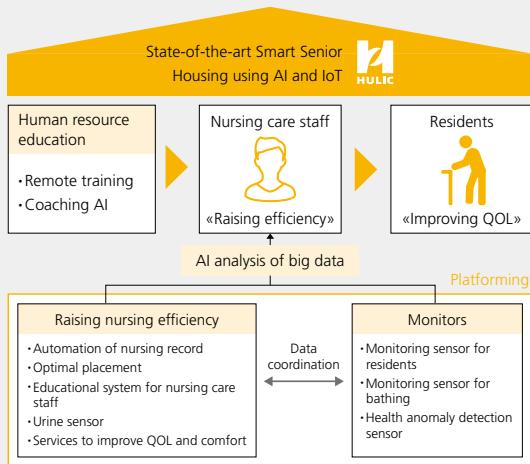 State-of-the-art Smart Senior
Housing using AI and IoT
HULIC
Human resource
education
・Remote training
・Coaching AI
Nursing care staff
«Raising efficiency»
Residents
«Improving QOL»
AI analysis of big data
Platforming
Raising nursing efficiency
・Automation of nursing record
・Optimal placement
・Educational system for nursing care
staff
・Urine sensor
・Services to improve QOL and comfort
Data
coordination
Monitors
・Monitoring sensor for
residents
・Monitoring sensor for
bathing
・Health anomaly detection
sensor